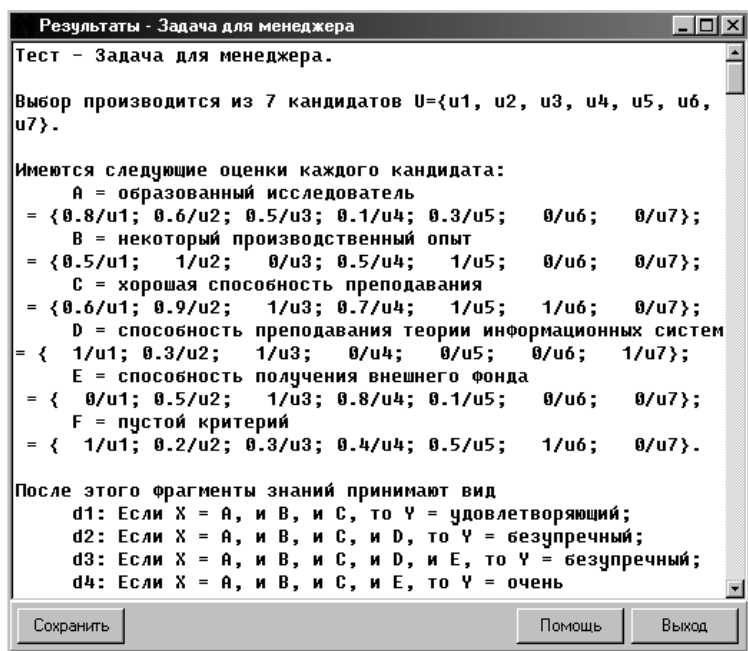 Результаты - Задача для менеджера
Тест - Задача для менеджера.
Выбор производится из 7 кандидатов U={u1, u2, u3, u4, u5, u6,
u7}.
Имеются следующие оценки каждого кандидата:
A = образованный исследователь
= {0.8/u1; 0.6/u2; 0.5/u3; 0.1/u4; 0.3/u5; 0/u6; 0/u7};
B = некоторый производственный опыт
= {0.5/u1; 1/u2; 0/u3; 0.5/u4; 1/u5; 0/u6; 0/u7};
C = хорошая способность преподавания
= {0.6/u1; 0.9/u2; 1/u3; 0.7/u4; 1/u5; 1/u6; 0/u7};
D = способность преподавания теории информационных систем
= { 1/u1; 0.3/u2; 1/u3; 0/u4; 0/u5; 0/u6; 1/u7};
E = способность получения внешнего фонда
= { 0/u1; 0.5/u2; 1/u3; 0.8/u4; 0.1/u5; 0/u6; 0/u7};
F = пустой критерий
= { 1/u1; 0.2/u2; 0.3/u3; 0.4/u4; 0.5/u5; 1/u6; 0/u7}.
После этого фрагменты знаний принимают вид
d1: Если X = A, и B, и C, то Y = удовлетворяющий;
d2: Если X = A, и B, и C, и D, то Y = безупречный;
d3: Если X = A, и B, и C, и D, и E, то Y = безупречный;
d4: Если X = A, и B, и C, и E, то Y = очень
Сохранить Помощь Выход